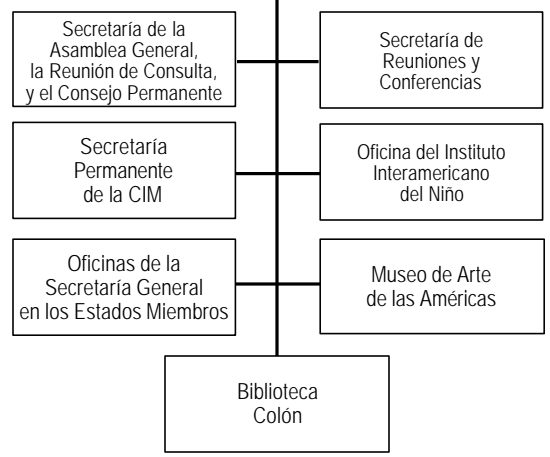 Secretaría de la
Asamblea General,
la Reunión de Consulta,
y el Consejo Permanente
Secretaría de
Reuniones y
Conferencias
Secretaría
Permanente
de la CIM
Oficina del Instituto
Interamericano
del Niño
Oficinas de la
Secretaría General
en los Estados Miembros
Museo de Arte
de las Américas
Biblioteca
Colón